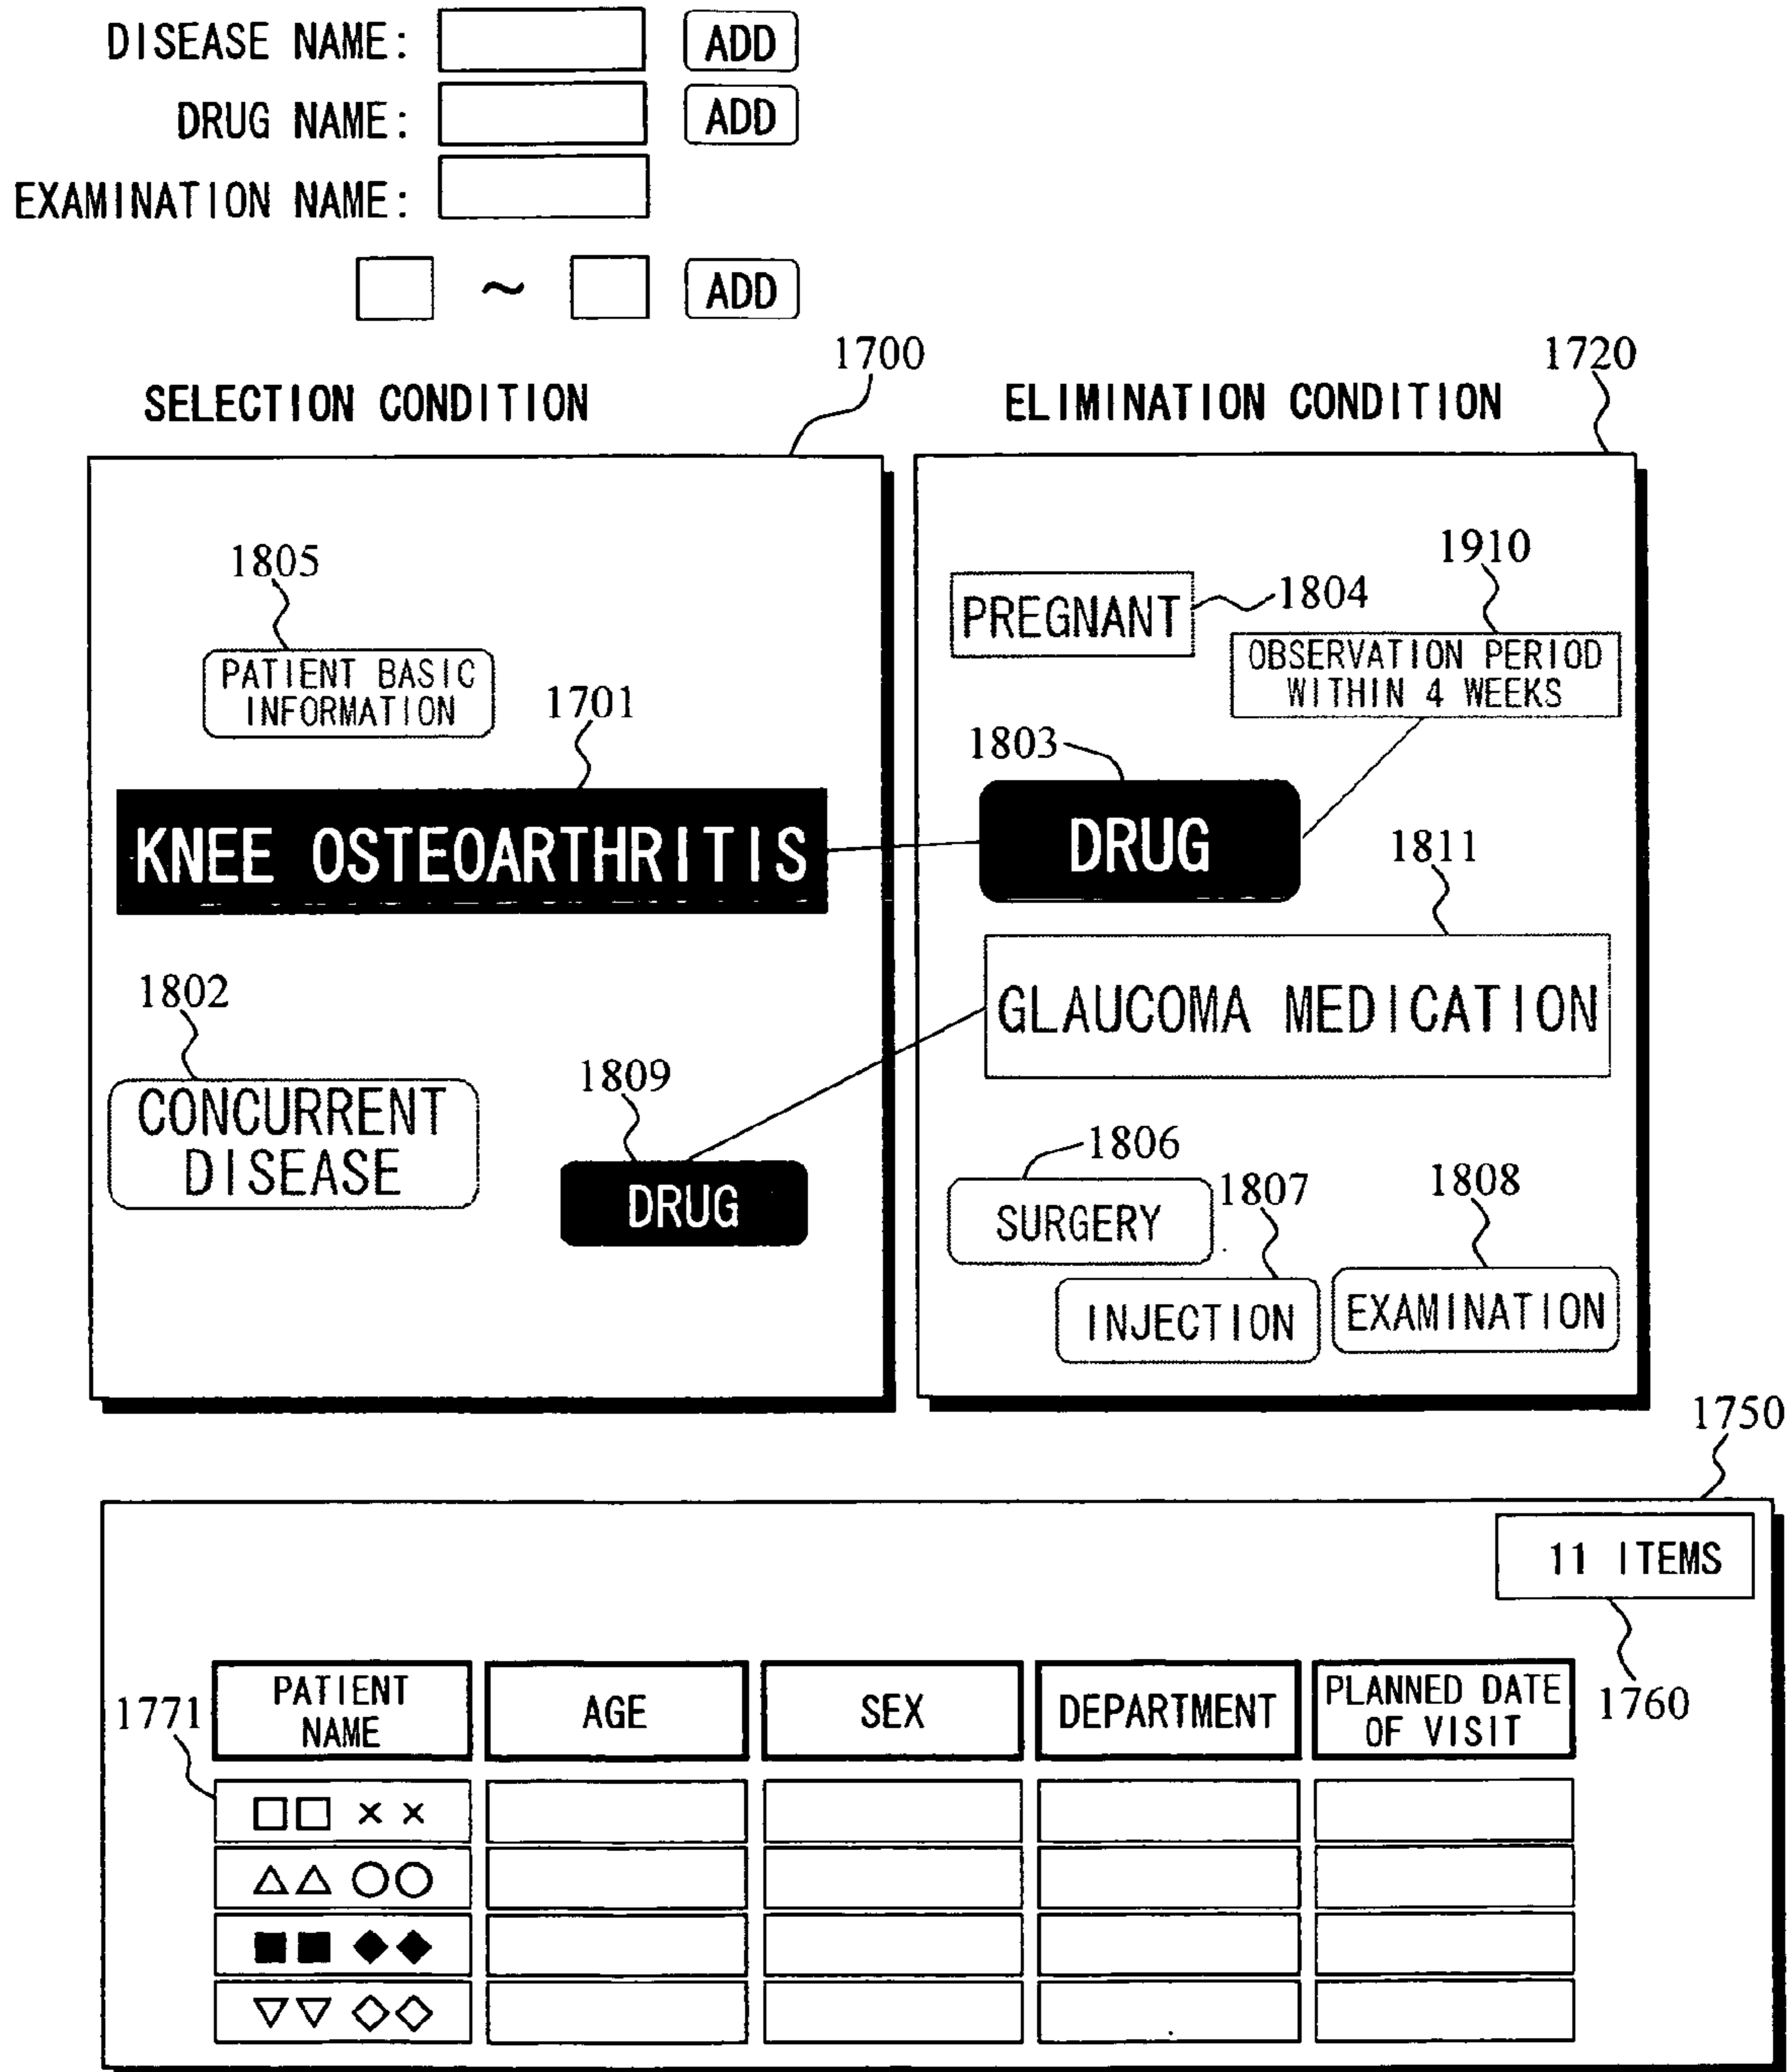 DISEASE NAME: ADD
DRUG NAME: ADD
EXAMINATION NAME:
~ ADD
1700
1720
SELECTION CONDITION
ELIMINATION CONDITION
1805
PATIENT BASIC
INFORMATION
1701
KNEE OSTEOARTHRITIS
1802
CONCURRENT
DISEASE
1809
DRUG
1910
PREGNANT
1804
OBSERVATION PERIOD
WITHIN 4 WEEKS
1803
DRUG
1811
GLAUCOMA MEDICATION
1806
SURGERY
1807
INJECTION
1808
EXAMINATION
1750
11 ITEMS
1760
1771
PATIENT
NAME
AGE
SEX
DEPARTMENT
PLANNED DATE
OF VISIT
□□ ××
△△ ○○
■■ ◆◆
▽▽ ◇◇